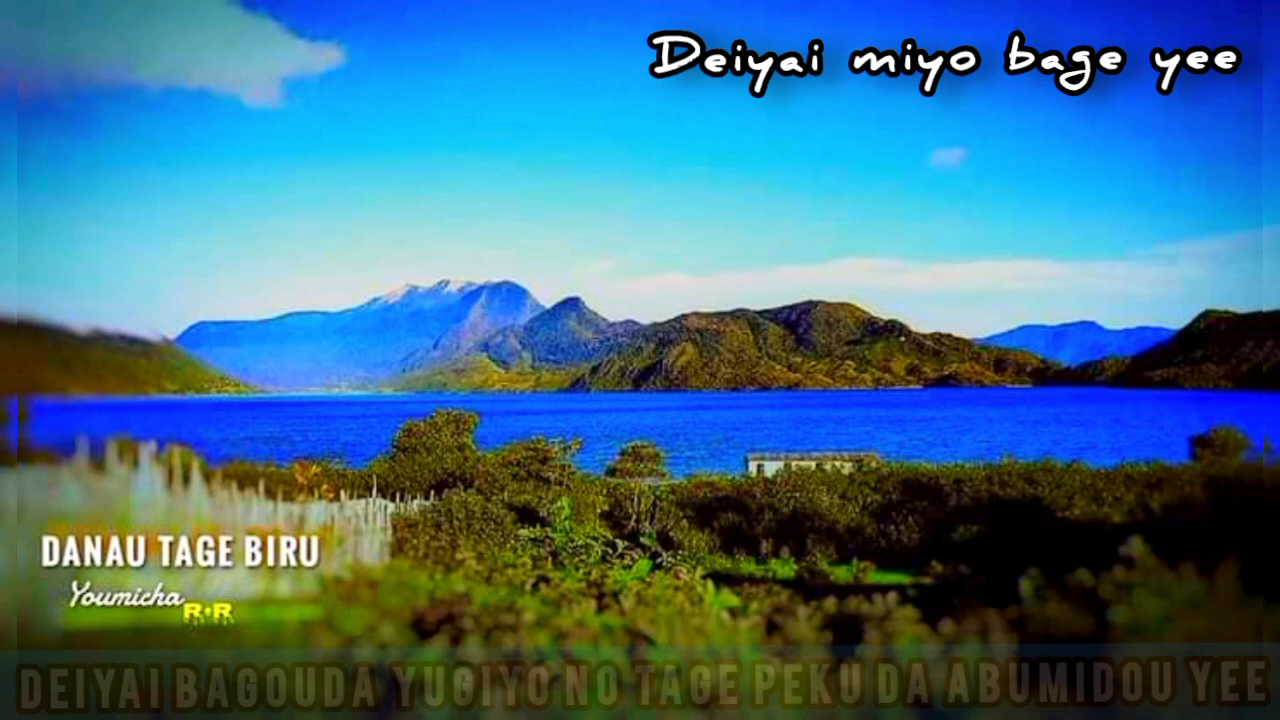 Deiyai miyo bage yee
DANAU TAGE BIRU
Youmicha
R+R
DEIYAI BAGOUDA YUGIYO NO TAGE PEKU DA ABUMIDOU YEE